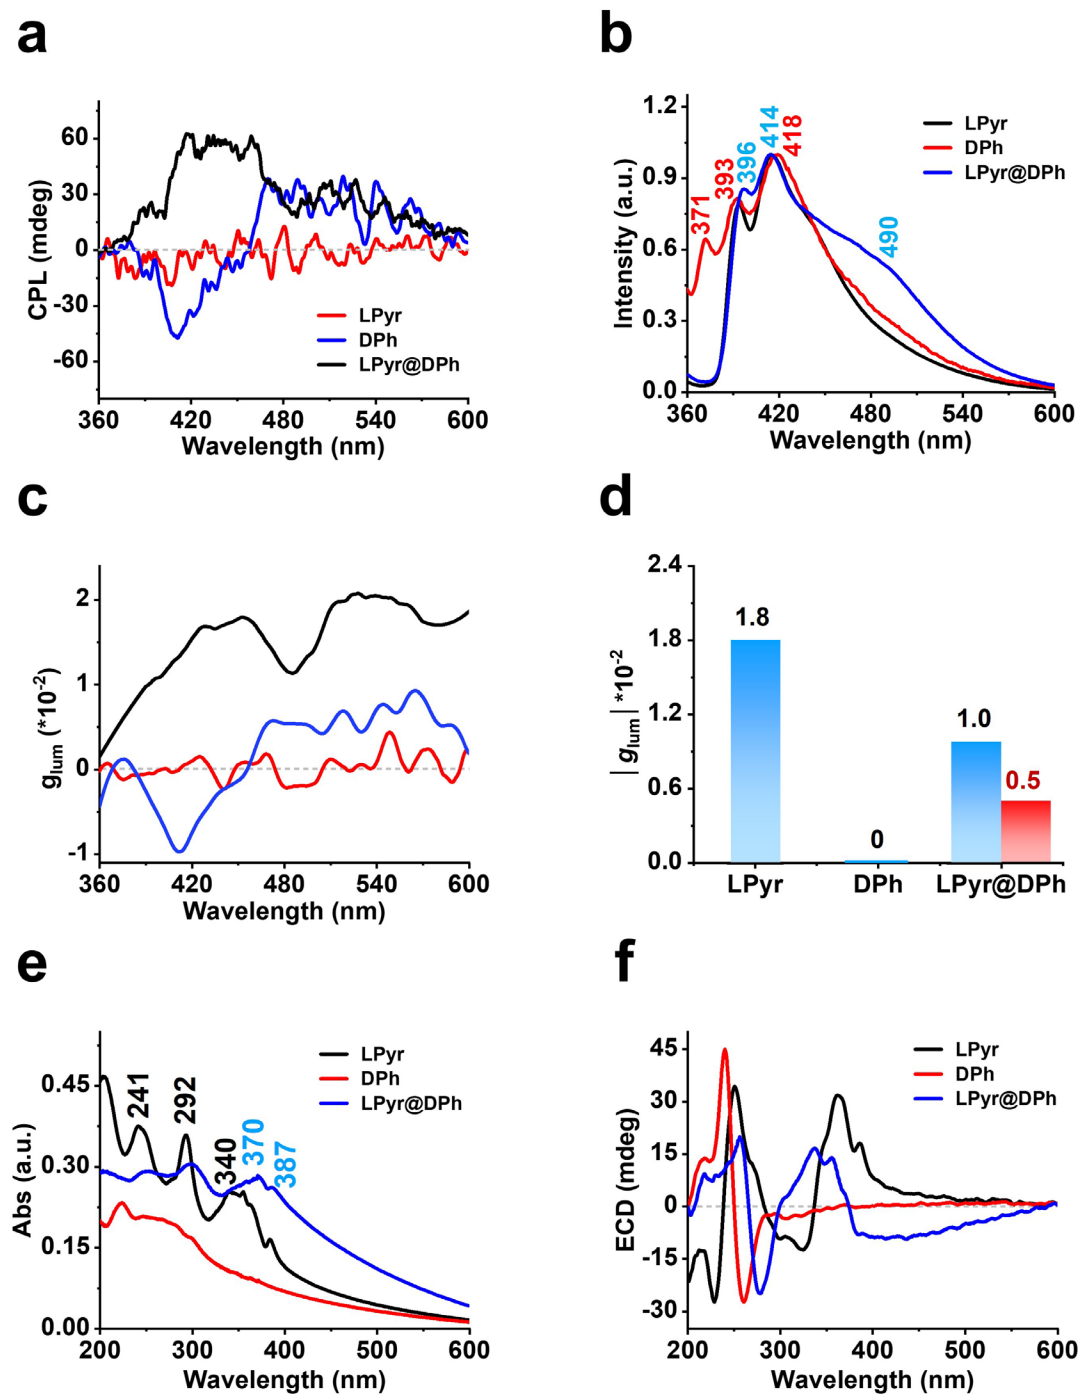 a
60
30
0
-30
-60
CPL (mdeg)
LPyr
DPh
LPyr@DPh
360 420 480 540 600
Wavelength (nm)
b
1.2
0.9
0.6
0.3
0.0
Intensity (a.u.)
371
393
396
414
418
490
LPyr
DPh
LPyr@DPh
360 420 480 540 600
Wavelength (nm)
c
2
1
0
-1
glum (*10-2)
360 420 480 540 600
Wavelength (nm)
d
2.4
1.8
1.2
0.6
0.0
|glum|*10-2
1.8
0
1.0
0.5
LPyr DPh LPyr@DPh
e
0.45
0.30
0.15
0.00
Abs (a.u.)
241
292
340
370
387
LPyr
DPh
LPyr@DPh
200 300 400 500 600
Wavelength (nm)
f
45
30
15
0
-15
-30
ECD (mdeg)
LPyr
DPh
LPyr@DPh
200 300 400 500 600
Wavelength (nm)